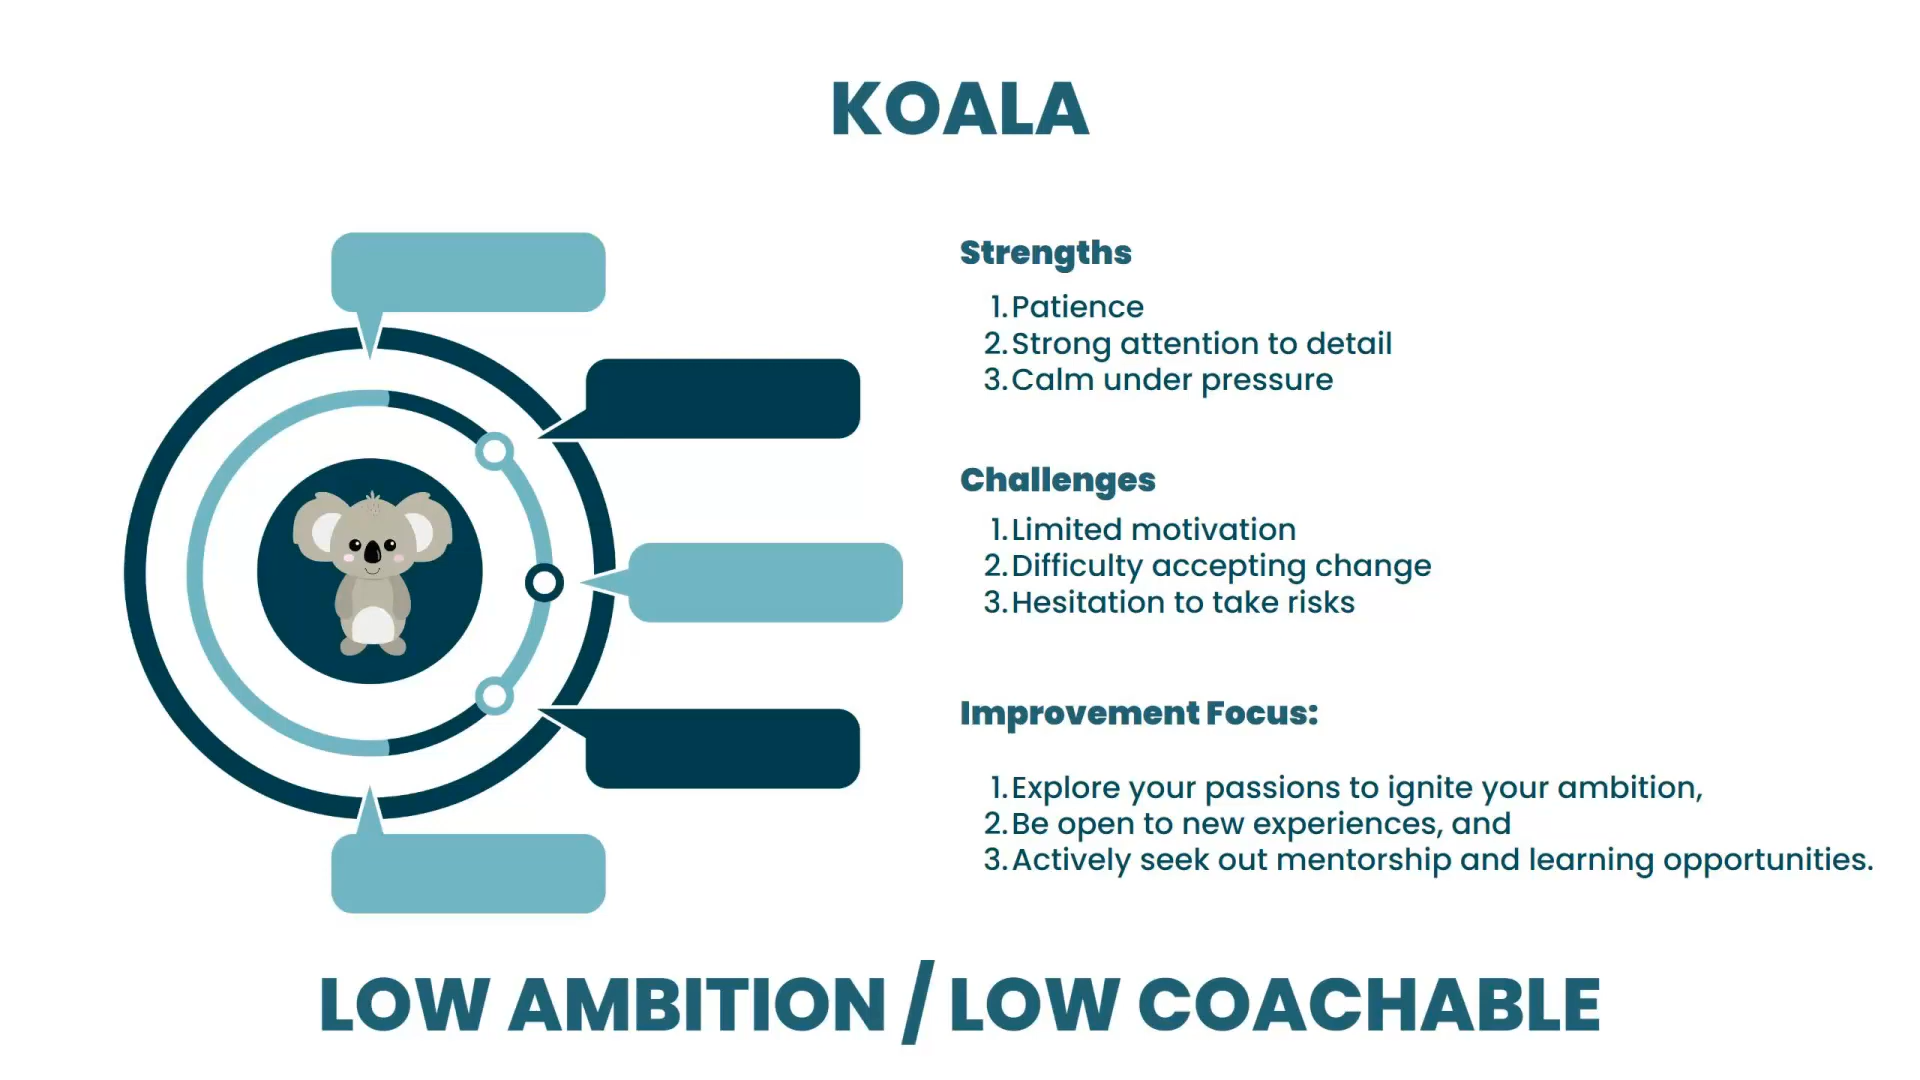 KOALA
Strengths
1. Patience
2. Strong attention to detail
3. Calm under pressure
Challenges
1. Limited motivation
2. Difficulty accepting change
3. Hesitation to take risks
Improvement Focus:
1. Explore your passions to ignite your ambition,
2. Be open to new experiences, and
3. Actively seek out mentorship and learning opportunities.
LOW AMBITION / LOW COACHABLE